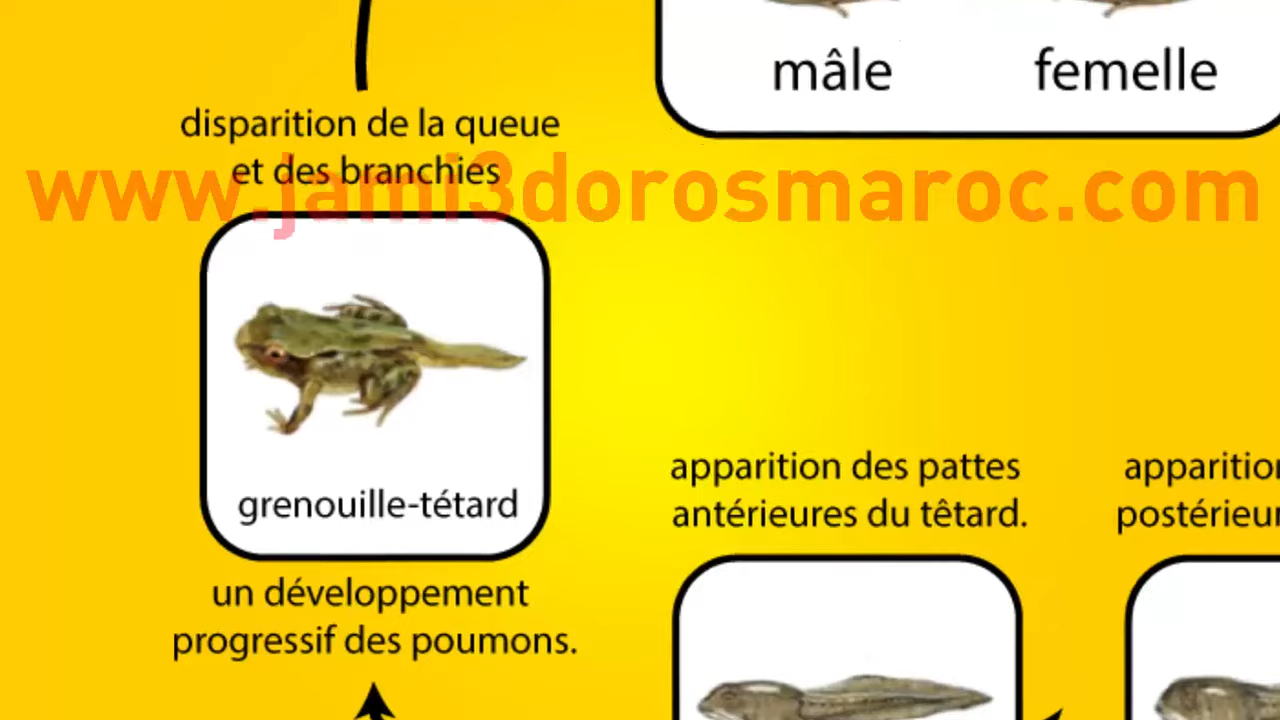 mâle femelle
disparition de la queue
et des branchies
www.jami3dorosmaroc.com
grenouille-tétard
apparition des pattes
antérieures du têtard.
un développement
progressif des poumons.